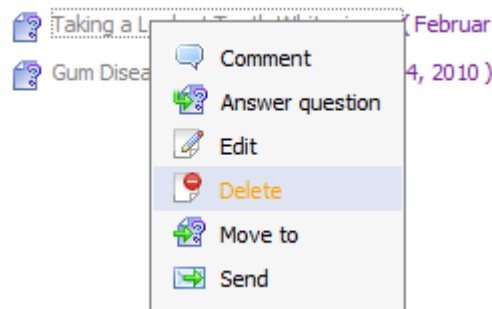 Taking a Februar
Gum Disea 4, 2010 )
Comment
Answer question
Edit
Delete
Move to
Send